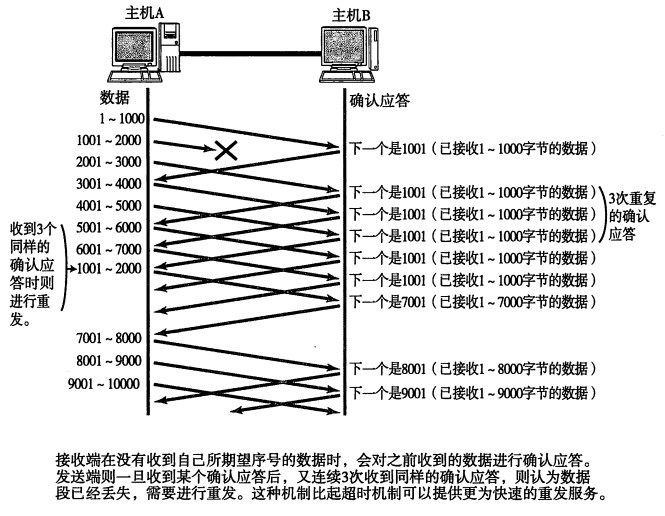 主机A
主机B
数据
确认应答
1～1000
1001～2000
下一个是1001（已接收1～1000字节的数据）
2001～3000
3001～4000
下一个是1001（已接收1～1000字节的数据）
4001～5000
下一个是1001（已接收1～1000字节的数据）
5001～6000
下一个是1001（已接收1～1000字节的数据）
3次重复
的确认
应答
6001～7000
下一个是1001（已接收1～1000字节的数据）
1001～2000
下一个是1001（已接收1～1000字节的数据）
下一个是7001（已接收1～7000字节的数据）
收到3个
同样的
确认应
答时则
进行重
发。
7001～8000
8001～9000
下一个是8001（已接收1～8000字节的数据）
9001～10000
下一个是9001（已接收1～9000字节的数据）
接收端在没有收到自己所期望序号的数据时，会对之前收到的数据进行确认应答。
发送端则一旦收到某个确认应答后，又连续3次收到同样的确认应答，则认为数据
段已经丢失，需要进行重发。这种机制比起超时机制可以提供更为快速的重发服务。